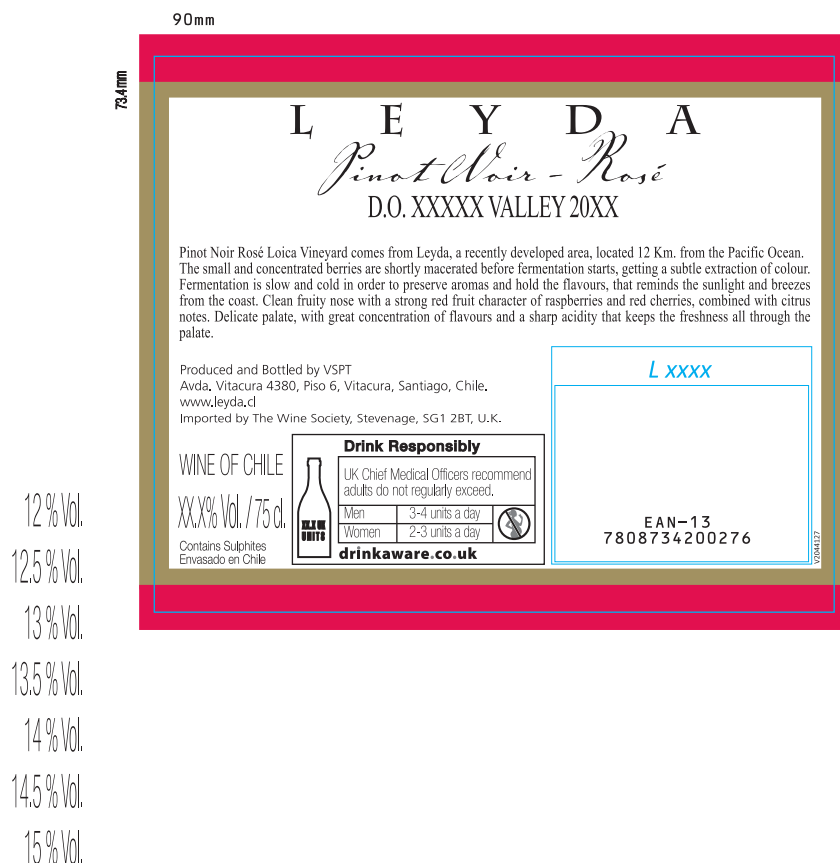 90mm
73.4mm
L E Y D A
Pinot Noir - Rosé
D.O. XXXXX VALLEY 20XX
Pinot Noir Rosé Loica Vineyard comes from Leyda, a recently developed area, located 12 Km. from the Pacific Ocean.
The small and concentrated berries are shortly macerated before fermentation starts, getting a subtle extraction of colour.
Fermentation is slow and cold in order to preserve aromas and hold the flavours, that reminds the sunlight and breezes
from the coast. Clean fruity nose with a strong red fruit character of raspberries and red cherries, combined with citrus
notes. Delicate palate, with great concentration of flavours and a sharp acidity that keeps the freshness all through the
palate.
Produced and Bottled by VSPT
Avda. Vitacura 4380, Piso 6, Vitacura, Santiago, Chile.
www.leyda.cl
Imported by The Wine Society, Stevenage, SG1 2BT, U.K.
WINE OF CHILE
XX.X% Vol. / 75 cl.
Contains Sulphites
Envasado en Chile
Drink Responsibly
UK Chief Medical Officers recommend
adults do not regularly exceed.
Men 3-4 units a day
Women 2-3 units a day
UNITS
drinkaware.co.uk
L xxxx
EAN-13
7808734200276
V2044127
12 % Vol.
12.5 % Vol.
13 % Vol.
13.5 % Vol.
14 % Vol.
14.5 % Vol.
15 % Vol.